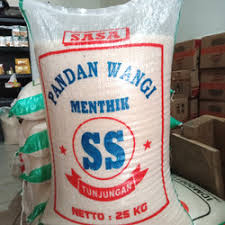 SASA
PANDAN WANGI
MENTHIK
SS
TUNJUNGAN
NETTO : 25 KG